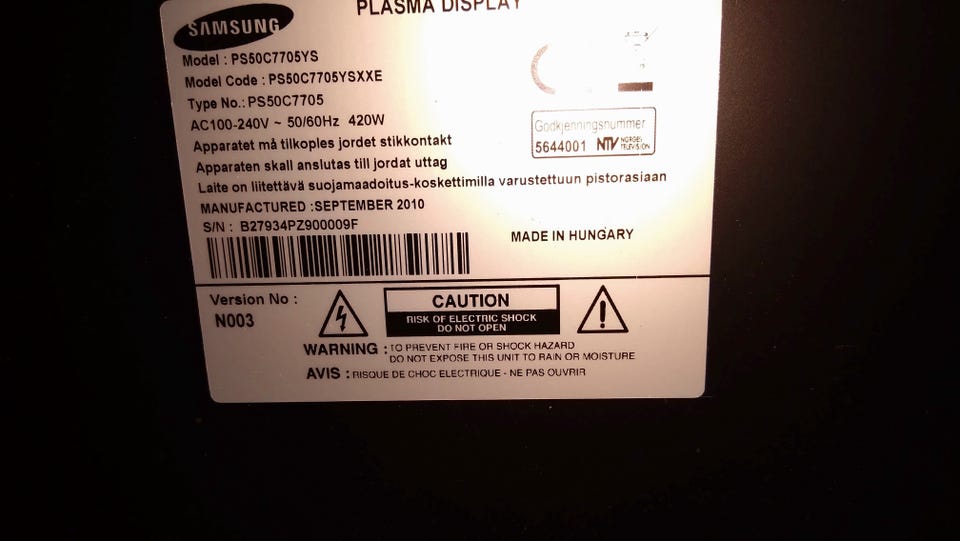 PLASMA DISPLAY
SAMSUNG
Model : PS50C7705YS
Model Code : PS50C7705YSXXE
Type No.: PS50C7705
AC100-240V ~ 50/60Hz 420W
Apparatet må tilkoples jordet stikkontakt
Apparaten skall anslutas till jordat uttag
Laite on liitettävä suojamaadoitus-koskettimilla varustettuun pistorasiaan
MANUFACTURED :SEPTEMBER 2010
S/N : B27934PZ900009F
Godkjenningsnummer
5644001 NTV NORGES TELEVISION
MADE IN HUNGARY
Version No :
N003
CAUTION
RISK OF ELECTRIC SHOCK
DO NOT OPEN
WARNING : TO PREVENT FIRE OR SHOCK HAZARD
DO NOT EXPOSE THIS UNIT TO RAIN OR MOISTURE
AVIS : RISQUE DE CHOC ELECTRIQUE - NE PAS OUVRIR